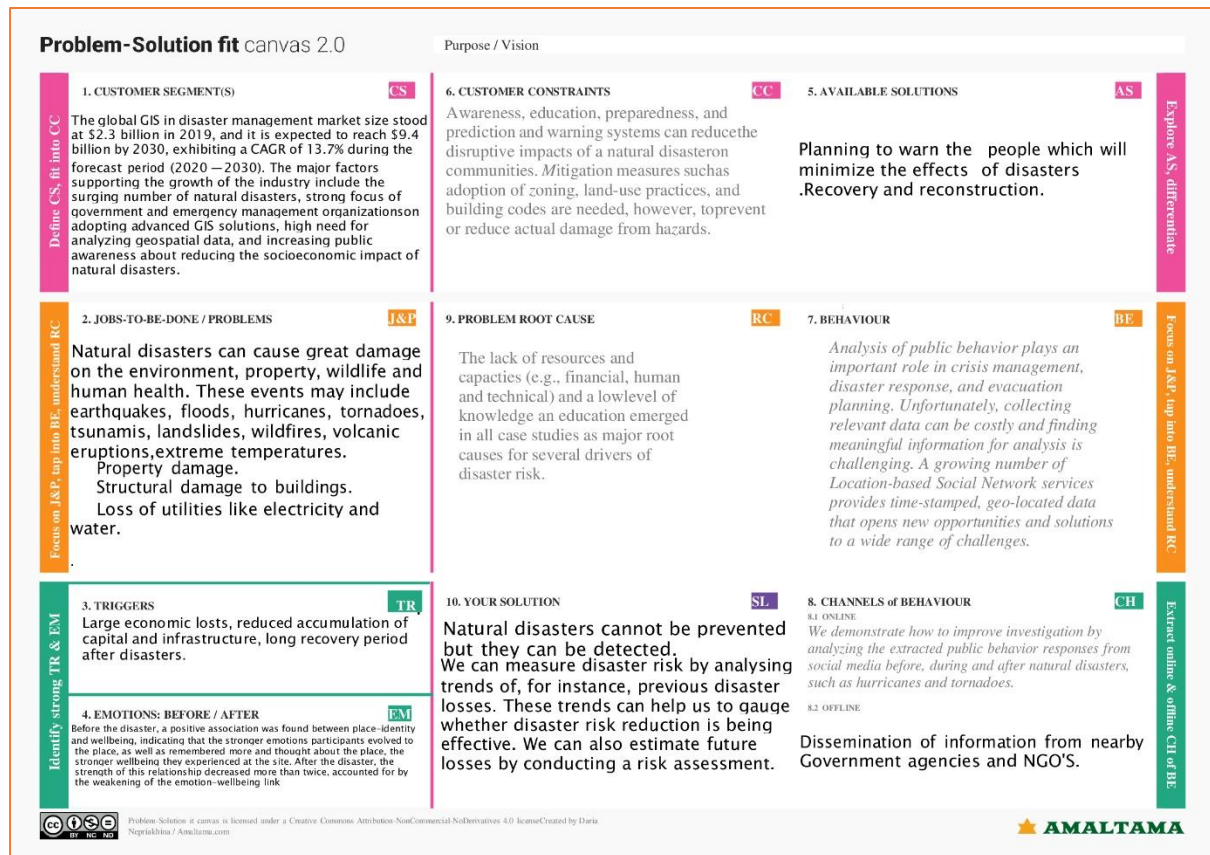 Problem-Solution fit canvas 2.0
Purpose / Vision
Define CS, fit into CC
1. CUSTOMER SEGMENT(S)
CS
The global GIS in disaster management market size stood
at $2.3 billion in 2019, and it is expected to reach $9.4
billion by 2030, exhibiting a CAGR of 13.7% during the
forecast period (2020 —2030). The major factors
supporting the growth of the industry include the
surging number of natural disasters, strong focus of
government and emergency management organizationson
adopting advanced GIS solutions, high need for
analyzing geospatial data, and increasing public
awareness about reducing the socioeconomic impact of
natural disasters.
6. CUSTOMER CONSTRAINTS
CC
Awareness, education, preparedness, and
prediction and warning systems can reducethe
disruptive impacts of a natural disasteron
communities. Mitigation measures suchas
adoption of zoning, land-use practices, and
building codes are needed, however, toprevent
or reduce actual damage from hazards.
5. AVAILABLE SOLUTIONS
AS
Planning to warn the people which will
minimize the effects of disasters
.Recovery and reconstruction.
Explore AS, differentiate
Focus on J&P, tap into BE, understand RC
2. JOBS-TO-BE-DONE / PROBLEMS
J&P
Natural disasters can cause great damage
on the environment, property, wildlife and
human health. These events may include
earthquakes, floods, hurricanes, tornadoes,
tsunamis, landslides, wildfires, volcanic
eruptions,extreme temperatures.
Property damage.
Structural damage to buildings.
Loss of utilities like electricity and
water.
.
9. PROBLEM ROOT CAUSE
RC
The lack of resources and
capacties (e.g., financial, human
and technical) and a lowlevel of
knowledge an education emerged
in all case studies as major root
causes for several drivers of
disaster risk.
7. BEHAVIOUR
BE
Analysis of public behavior plays an
important role in crisis management,
disaster response, and evacuation
planning. Unfortunately, collecting
relevant data can be costly and finding
meaningful information for analysis is
challenging. A growing number of
Location-based Social Network services
provides time-stamped, geo-located data
that opens new opportunities and solutions
to a wide range of challenges.
Focus on J&P, tap into BE, understand RC
Identify strong TR & EM
3. TRIGGERS
TR
Large economic losses, reduced accumulation of
capital and infrastructure, long recovery period
after disasters.
4. EMOTIONS: BEFORE / AFTER
EM
Before the disaster, a positive association was found between place-identity
and wellbeing, indicating that the stronger emotions participants evolved to
the place, as well as remembered more and thought about the place, the
stronger wellbeing they experienced at the site. After the disaster, the
strength of this relationship decreased more than twice, accounted for by
the weakening of the emotion-wellbeing link
10. YOUR SOLUTION
SL
Natural disasters cannot be prevented
but they can be detected.
We can measure disaster risk by analysing
trends of, for instance, previous disaster
losses. These trends can help us to gauge
whether disaster risk reduction is being
effective. We can also estimate future
losses by conducting a risk assessment.
8. CHANNELS of BEHAVIOUR
CH
8.1 ONLINE
We demonstrate how to improve investigation by
analyzing the extracted public behavior responses from
social media before, during and after natural disasters,
such as hurricanes and tornadoes.
8.2 OFFLINE
Dissemination of information from nearby
Government agencies and NGO'S.
Extract online & offline CH of BE
cc
BY NC ND
Problem-Solution it canvas is licensed under a Creative Commons Attribution-NonCommercial-NoDerivatives 4.0 licenseCreated by Daria
Nepriakhina / Amaltama.com
AMALTAMA